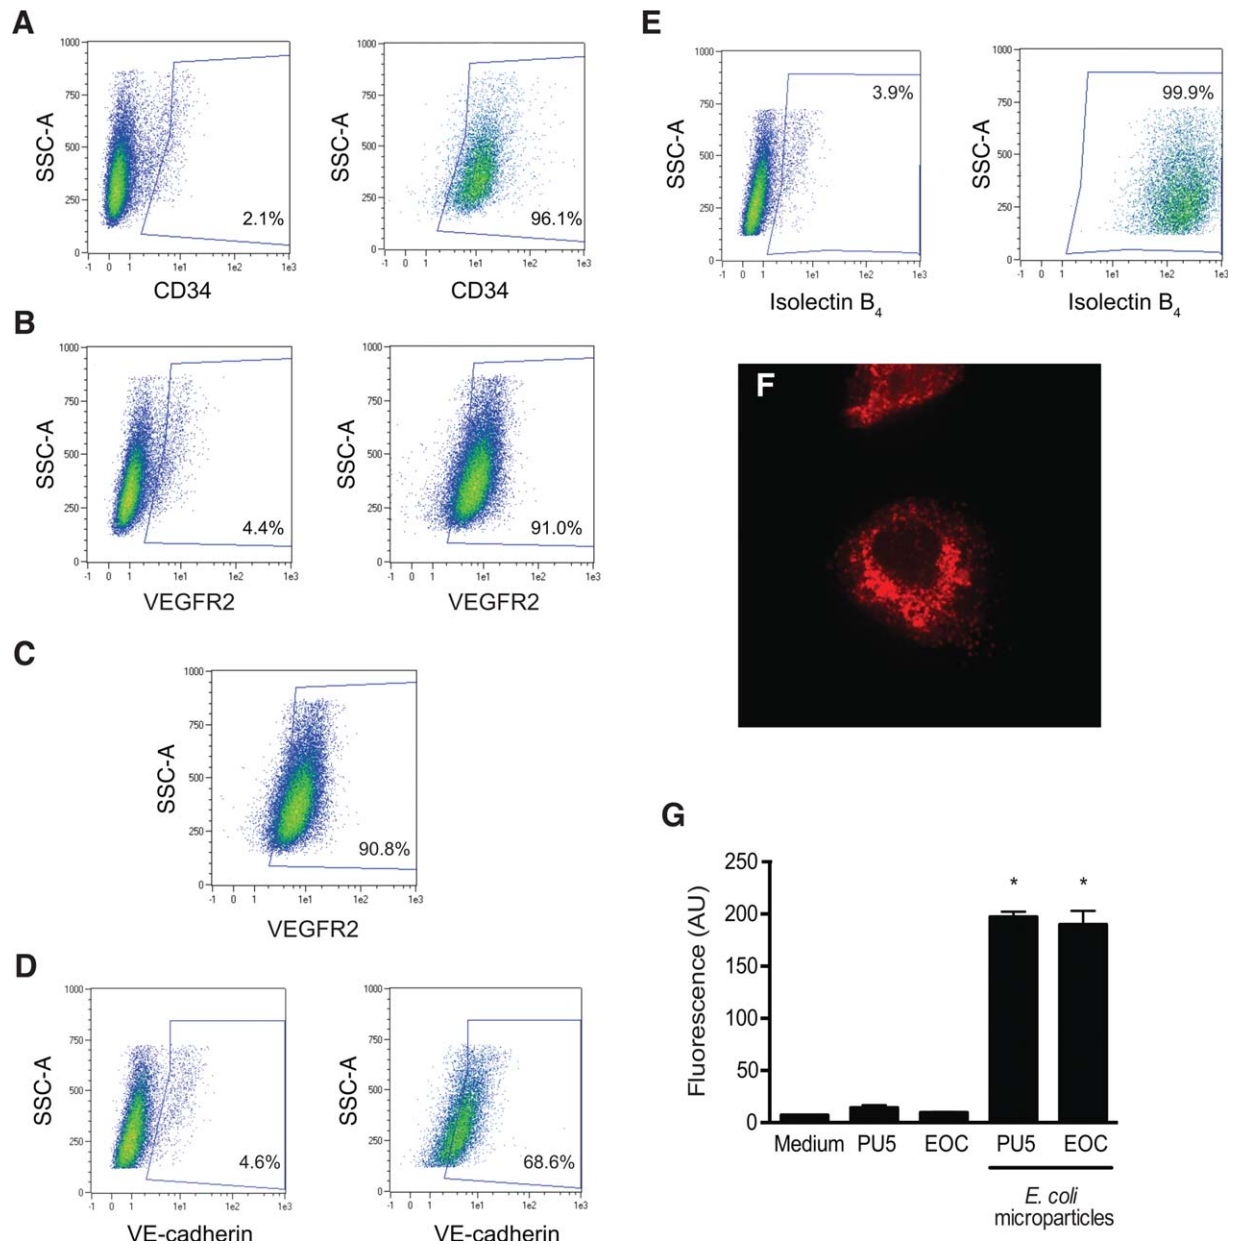 A
SSC-A
1000
750
500
250
0
2.1%
-1 0 1 1e1 1e2 1e3
CD34
SSC-A
1000
750
500
250
0
96.1%
-1 0 1 1e1 1e2 1e3
CD34
B
SSC-A
1000
750
500
250
0
4.4%
-1 0 1 1e1 1e2 1e3
VEGFR2
SSC-A
1000
750
500
250
0
91.0%
-1 0 1 1e1 1e2 1e3
VEGFR2
C
SSC-A
1000
750
500
250
0
90.8%
-1 0 1 1e1 1e2 1e3
VEGFR2
D
SSC-A
1000
750
500
250
0
4.6%
-1 0 1 1e1 1e2 1e3
VE-cadherin
SSC-A
1000
750
500
250
0
68.6%
-1 0 1 1e1 1e2 1e3
VE-cadherin
E
SSC-A
1000
750
500
250
0
3.9%
-1 0 1 1e1 1e2 1e3
Isolectin B4
SSC-A
1000
750
500
250
0
99.9%
-1 0 1 1e1 1e2 1e3
Isolectin B4
F
G
Fluorescence (AU)
250
200
150
100
50
0
* *
Medium PU5 EOC PU5 EOC
E. coli
microparticles